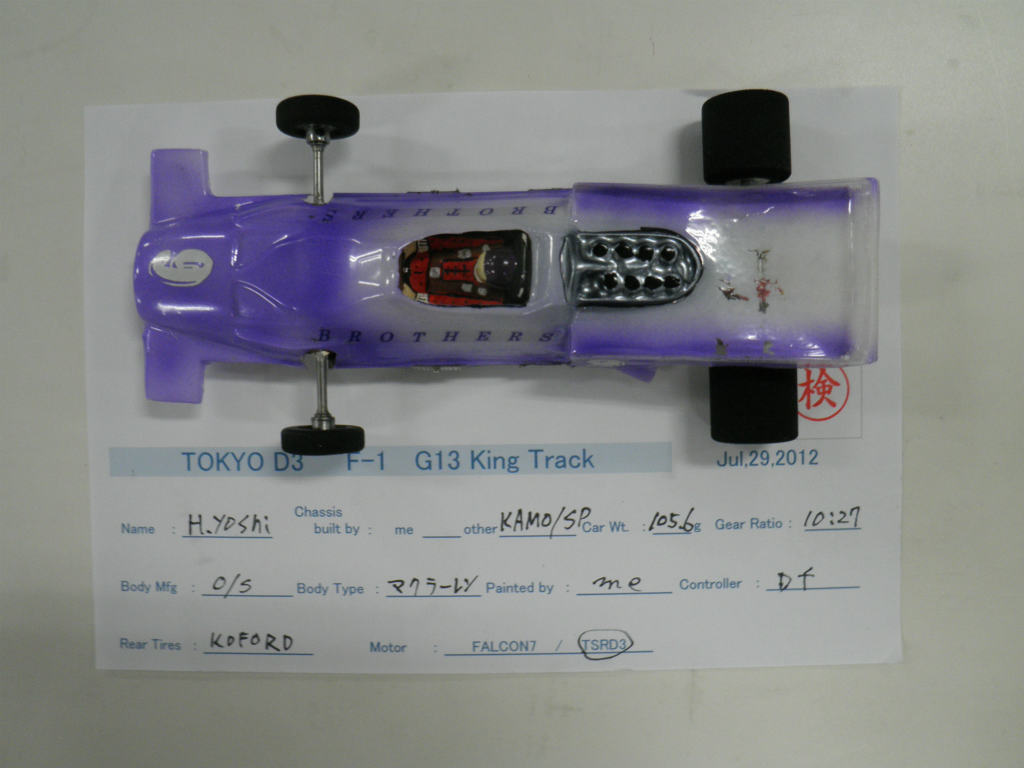 BROTHERS
6
BROTHERS
検
TOKYO D3 F-1 G13 King Track Jul,29,2012
Name : H.YOSHi Chassis built by : me other KAMO/SP Car Wt. : 105.6g Gear Ratio : 10:27
Body Mfg : O/S Body Type : マクラーレン Painted by : me Controller : Df
Rear Tires : KOFORD Motor : FALCON7 / TSRD3